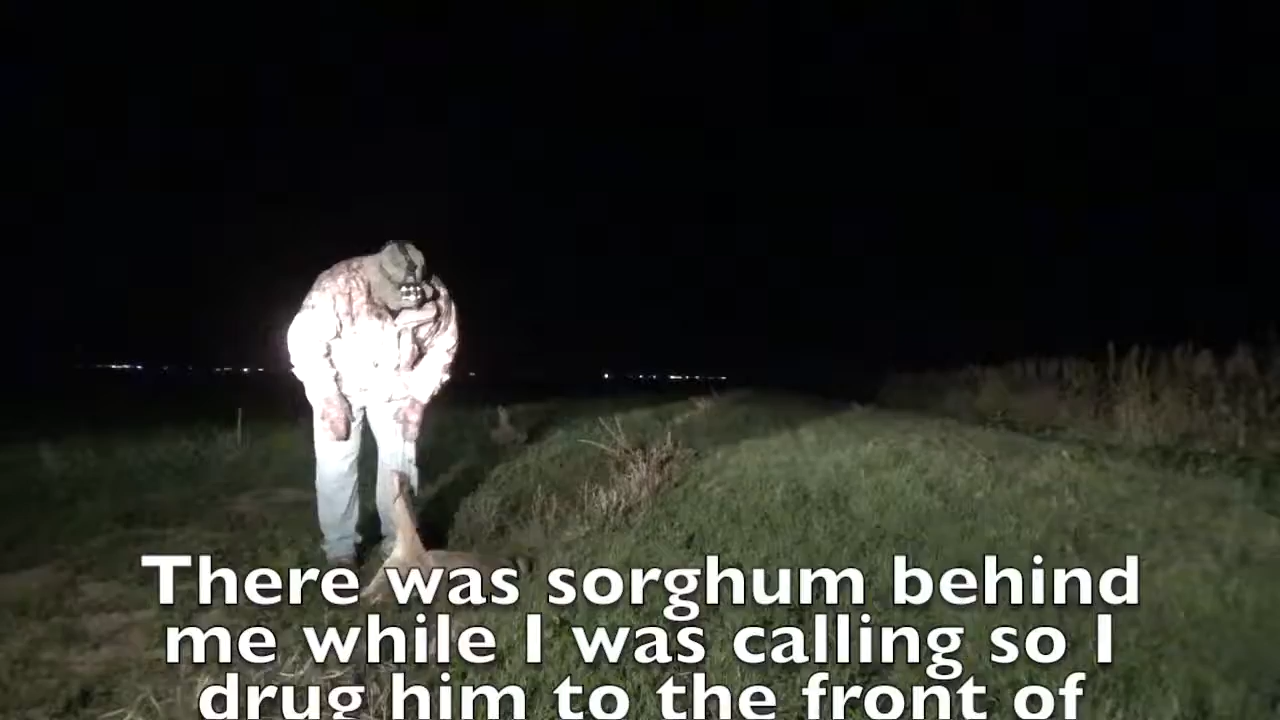 There was sorghum behind
me while I was calling so I
drug him to the front of